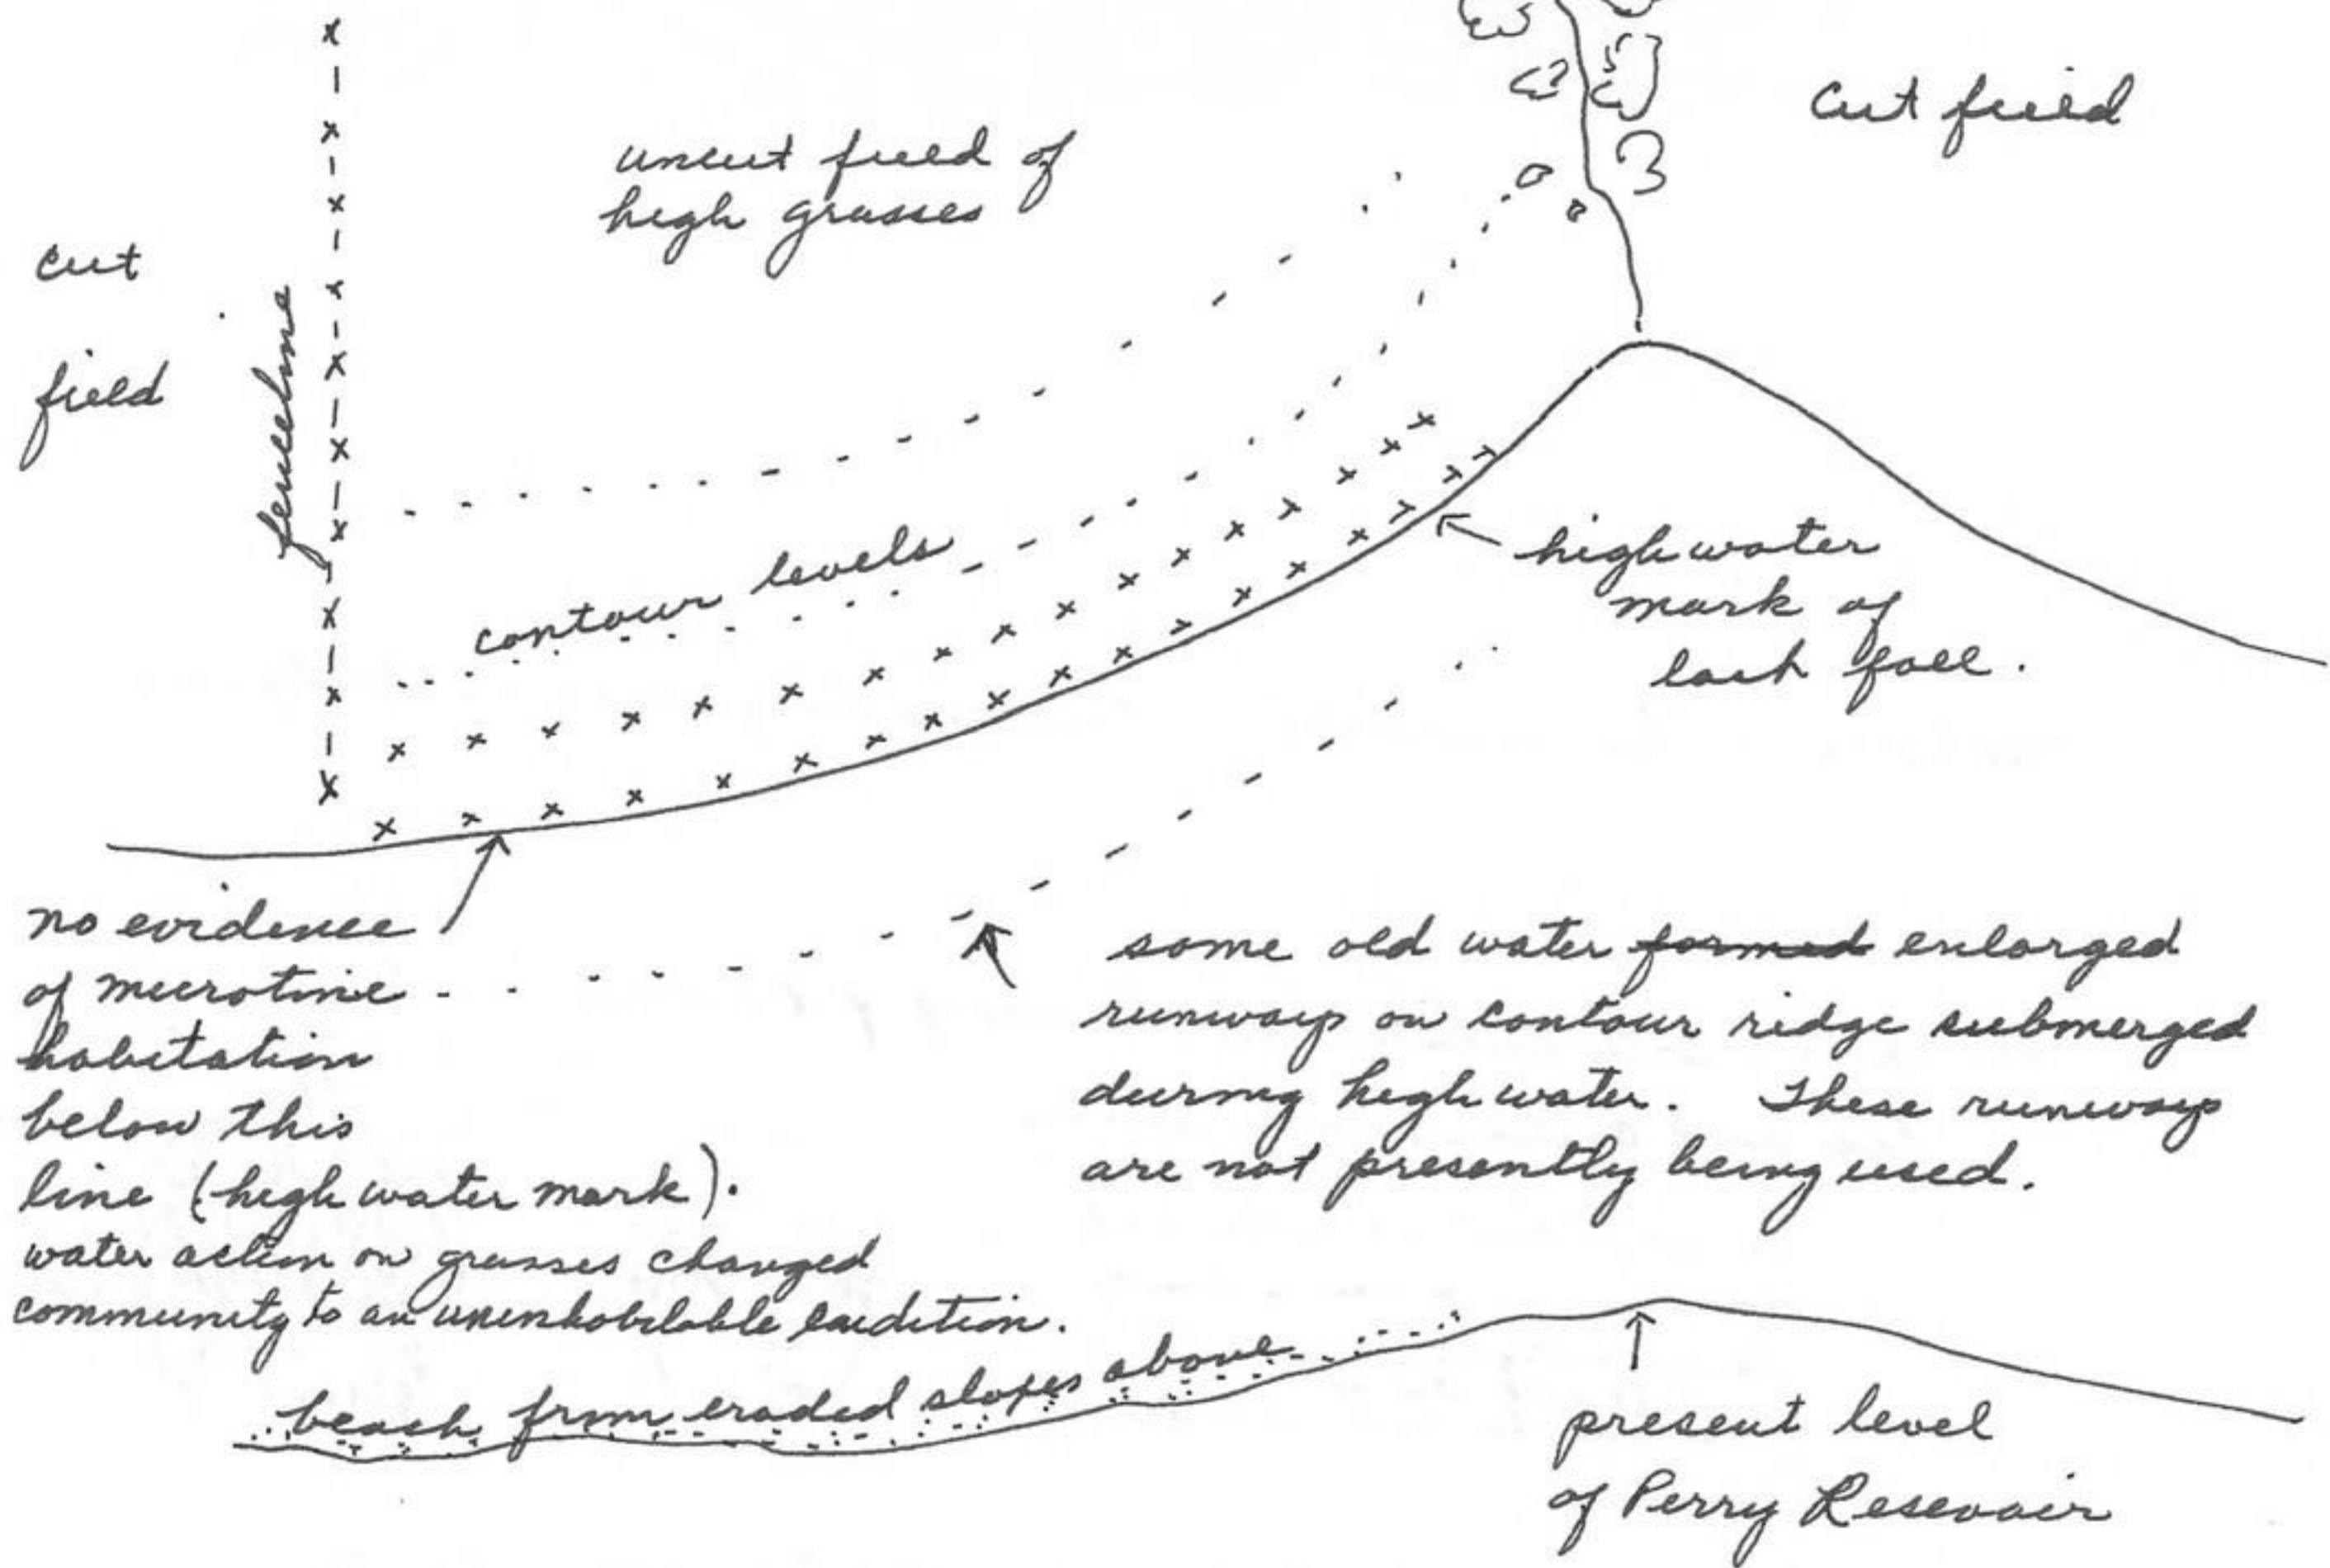 cut field
uncut field of
high grasses
cut
field
fenceline
contour levels
high water
mark of
last fall.
no evidence
of microtine
habitation
below this
line (high water mark).
water action on grasses changed
community to an uninhabitable condition.
some old water formed enlarged
runways on contour ridge submerged
during high water. These runways
are not presently being used.
beach from eroded slopes above
present level
of Perry Resevoir